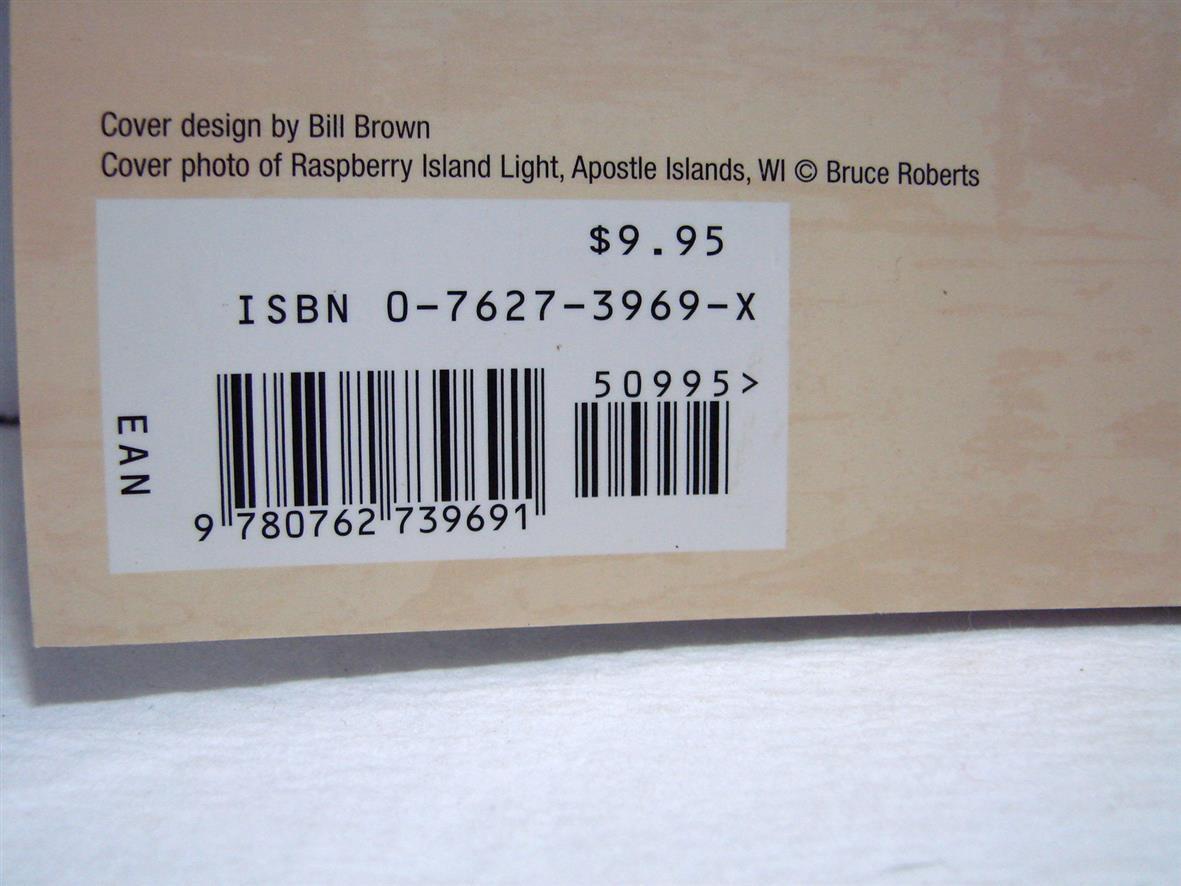 Cover design by Bill Brown
Cover photo of Raspberry Island Light, Apostle Islands, WI © Bruce Roberts
$9.95
ISBN 0-7627-3969-X
50995>
EAN
9 780762 739691